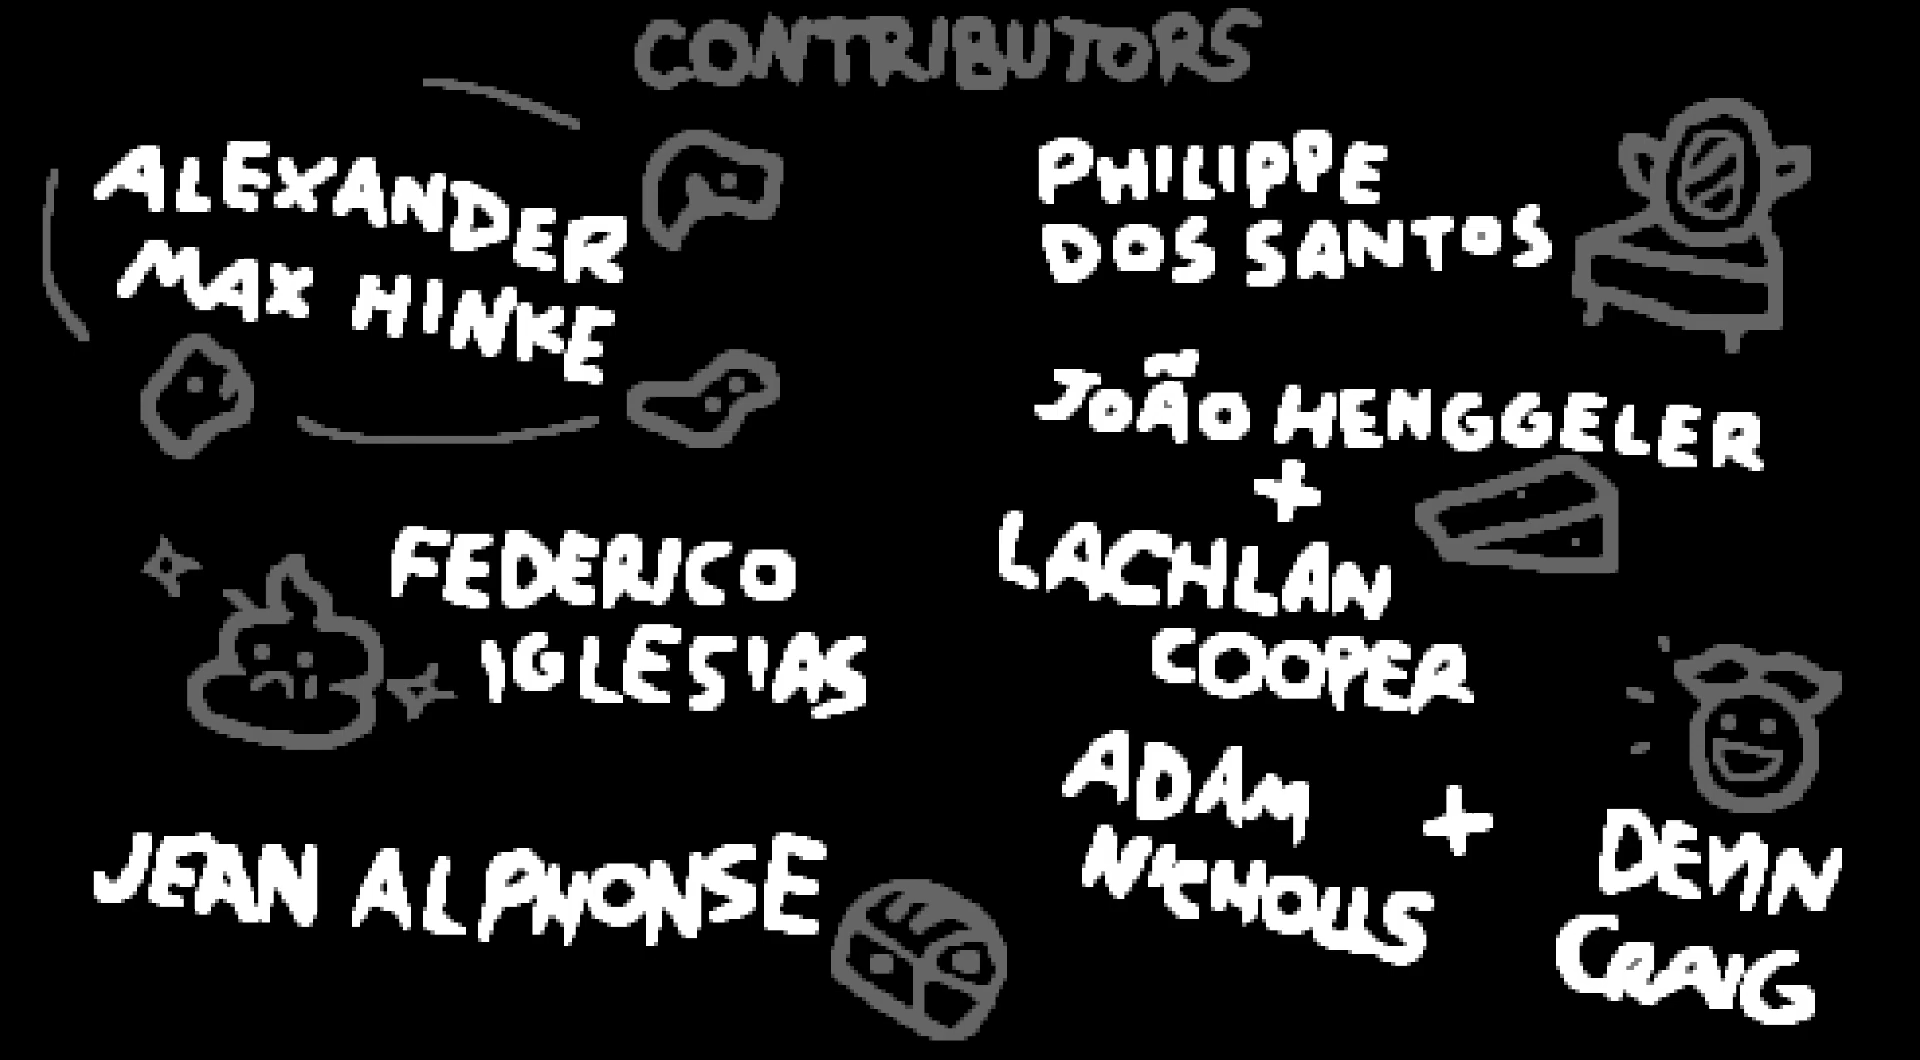 CONTRIBUTORS
ALEXANDER
MAX HINKE
FEDERICO
IGLESIAS
JEAN ALPHONSE
PHILIPPE
DOS SANTOS
JOÃO HENGGELER
+
LACHLAN
COOPER
ADAM
NICHOLLS
+
DEVIN
CRAIG